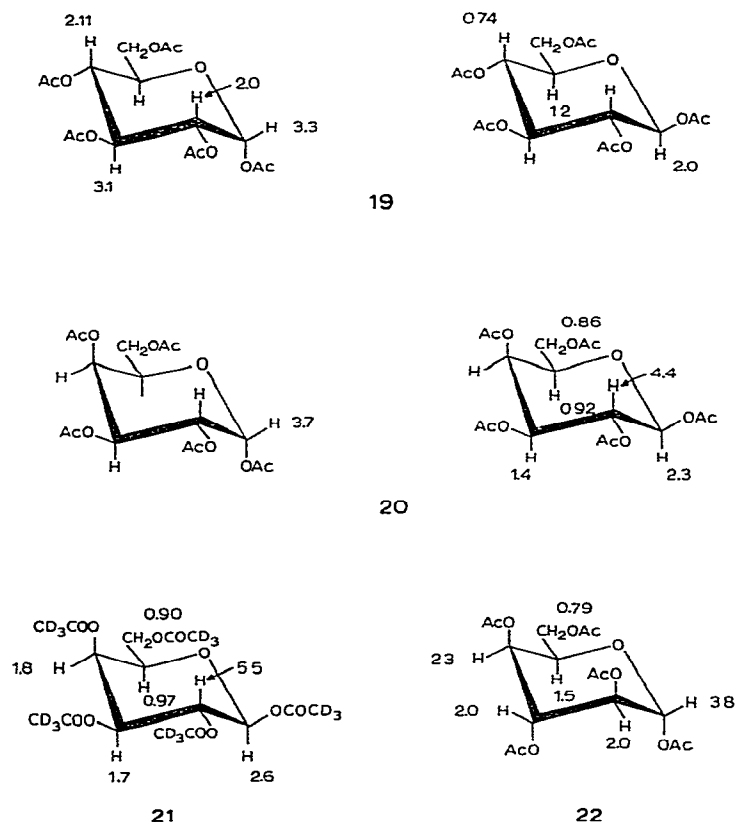 2.11
H
CH2OAc
O
AcO
H
H
2.0
AcO
H
3.3
H
AcO
OAc
3.1
0.74
H
CH2OAc
O
AcO
H
H
12
AcO
OAc
H
AcO
H
2.0
19
AcO
CH2OAc
O
H
H
H
3.7
AcO
H
AcO
OAc
AcO
0.86
CH2OAc
O
H
H
4.4
H
0.92
AcO
OAc
AcO
H
H
1.4
2.3
20
0.90
CD3COO
CH2OCOCD3
O
1.8
H
H
5 5
H
0.97
CD3COO
CD3COO
OCOCD3
H
H
1.7
2.6
21
0.79
AcO
CH2OAc
O
23
H
AcO
H
1.5
2.0
H
H
38
H
AcO
2.0
OAc
22